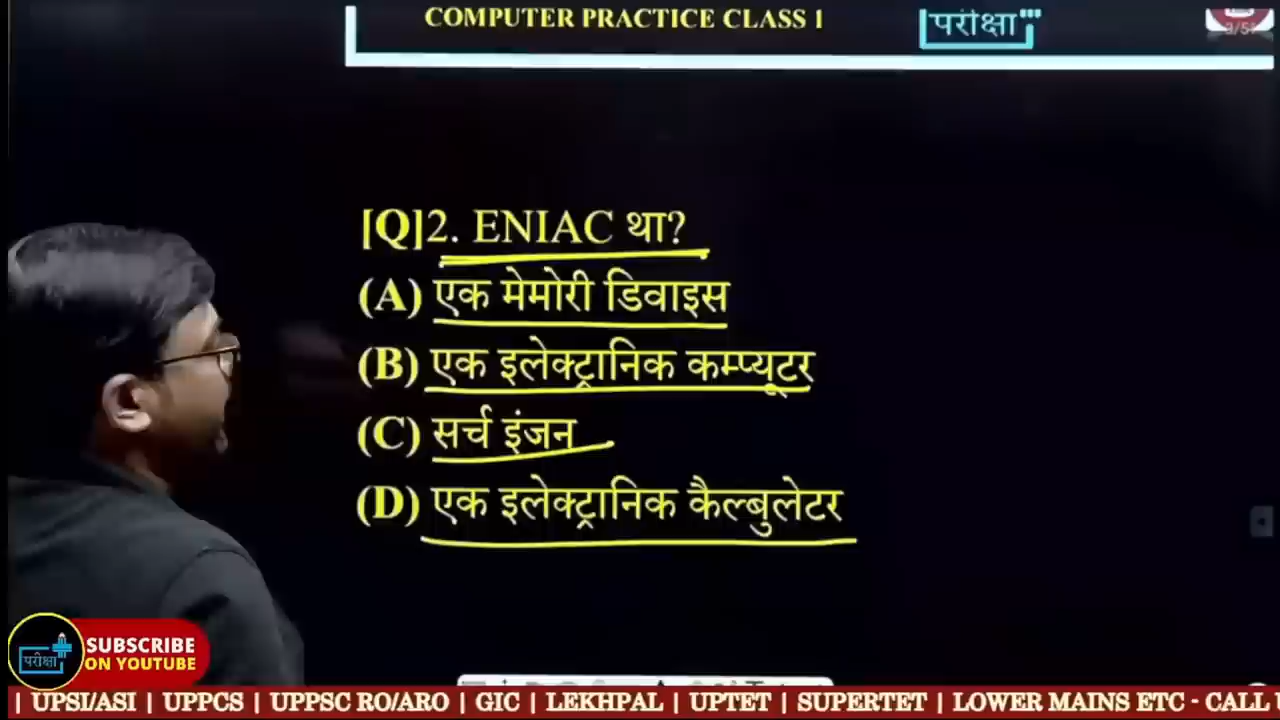 COMPUTER PRACTICE CLASS 1
परीक्षा
[Q]2. ENIAC था?
(A) एक मेमोरी डिवाइस
(B) एक इलेक्ट्रानिक कम्प्यूटर
(C) सर्च इंजन
(D) एक इलेक्ट्रानिक कैल्बुलेटर
परीक्षा
SUBSCRIBE
ON YOUTUBE
| UPSI/ASI | UPPCS | UPPSC RO/ARO | GIC | LEKHPAL | UPTET | SUPERTET | LOWER MAINS ETC - CALL